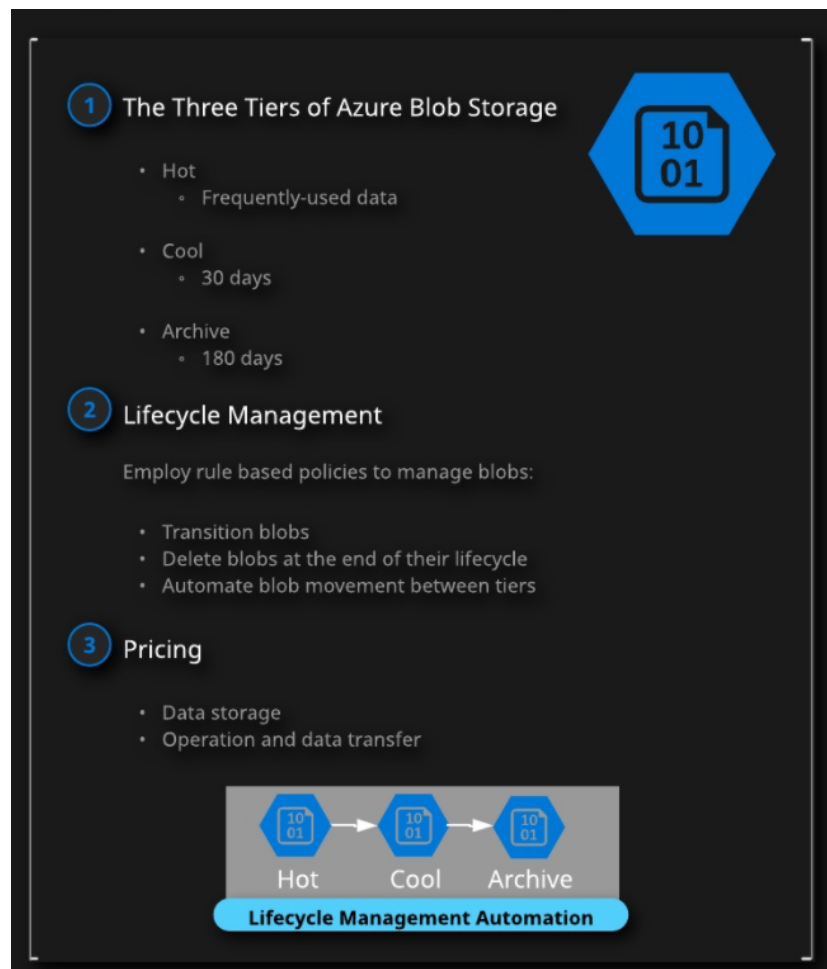 10
01
1 The Three Tiers of Azure Blob Storage
• Hot
◦ Frequently-used data
• Cool
◦ 30 days
• Archive
◦ 180 days
2 Lifecycle Management
Employ rule based policies to manage blobs:
• Transition blobs
• Delete blobs at the end of their lifecycle
• Automate blob movement between tiers
3 Pricing
• Data storage
• Operation and data transfer
10 10 10
01 01 01
Hot Cool Archive
Lifecycle Management Automation